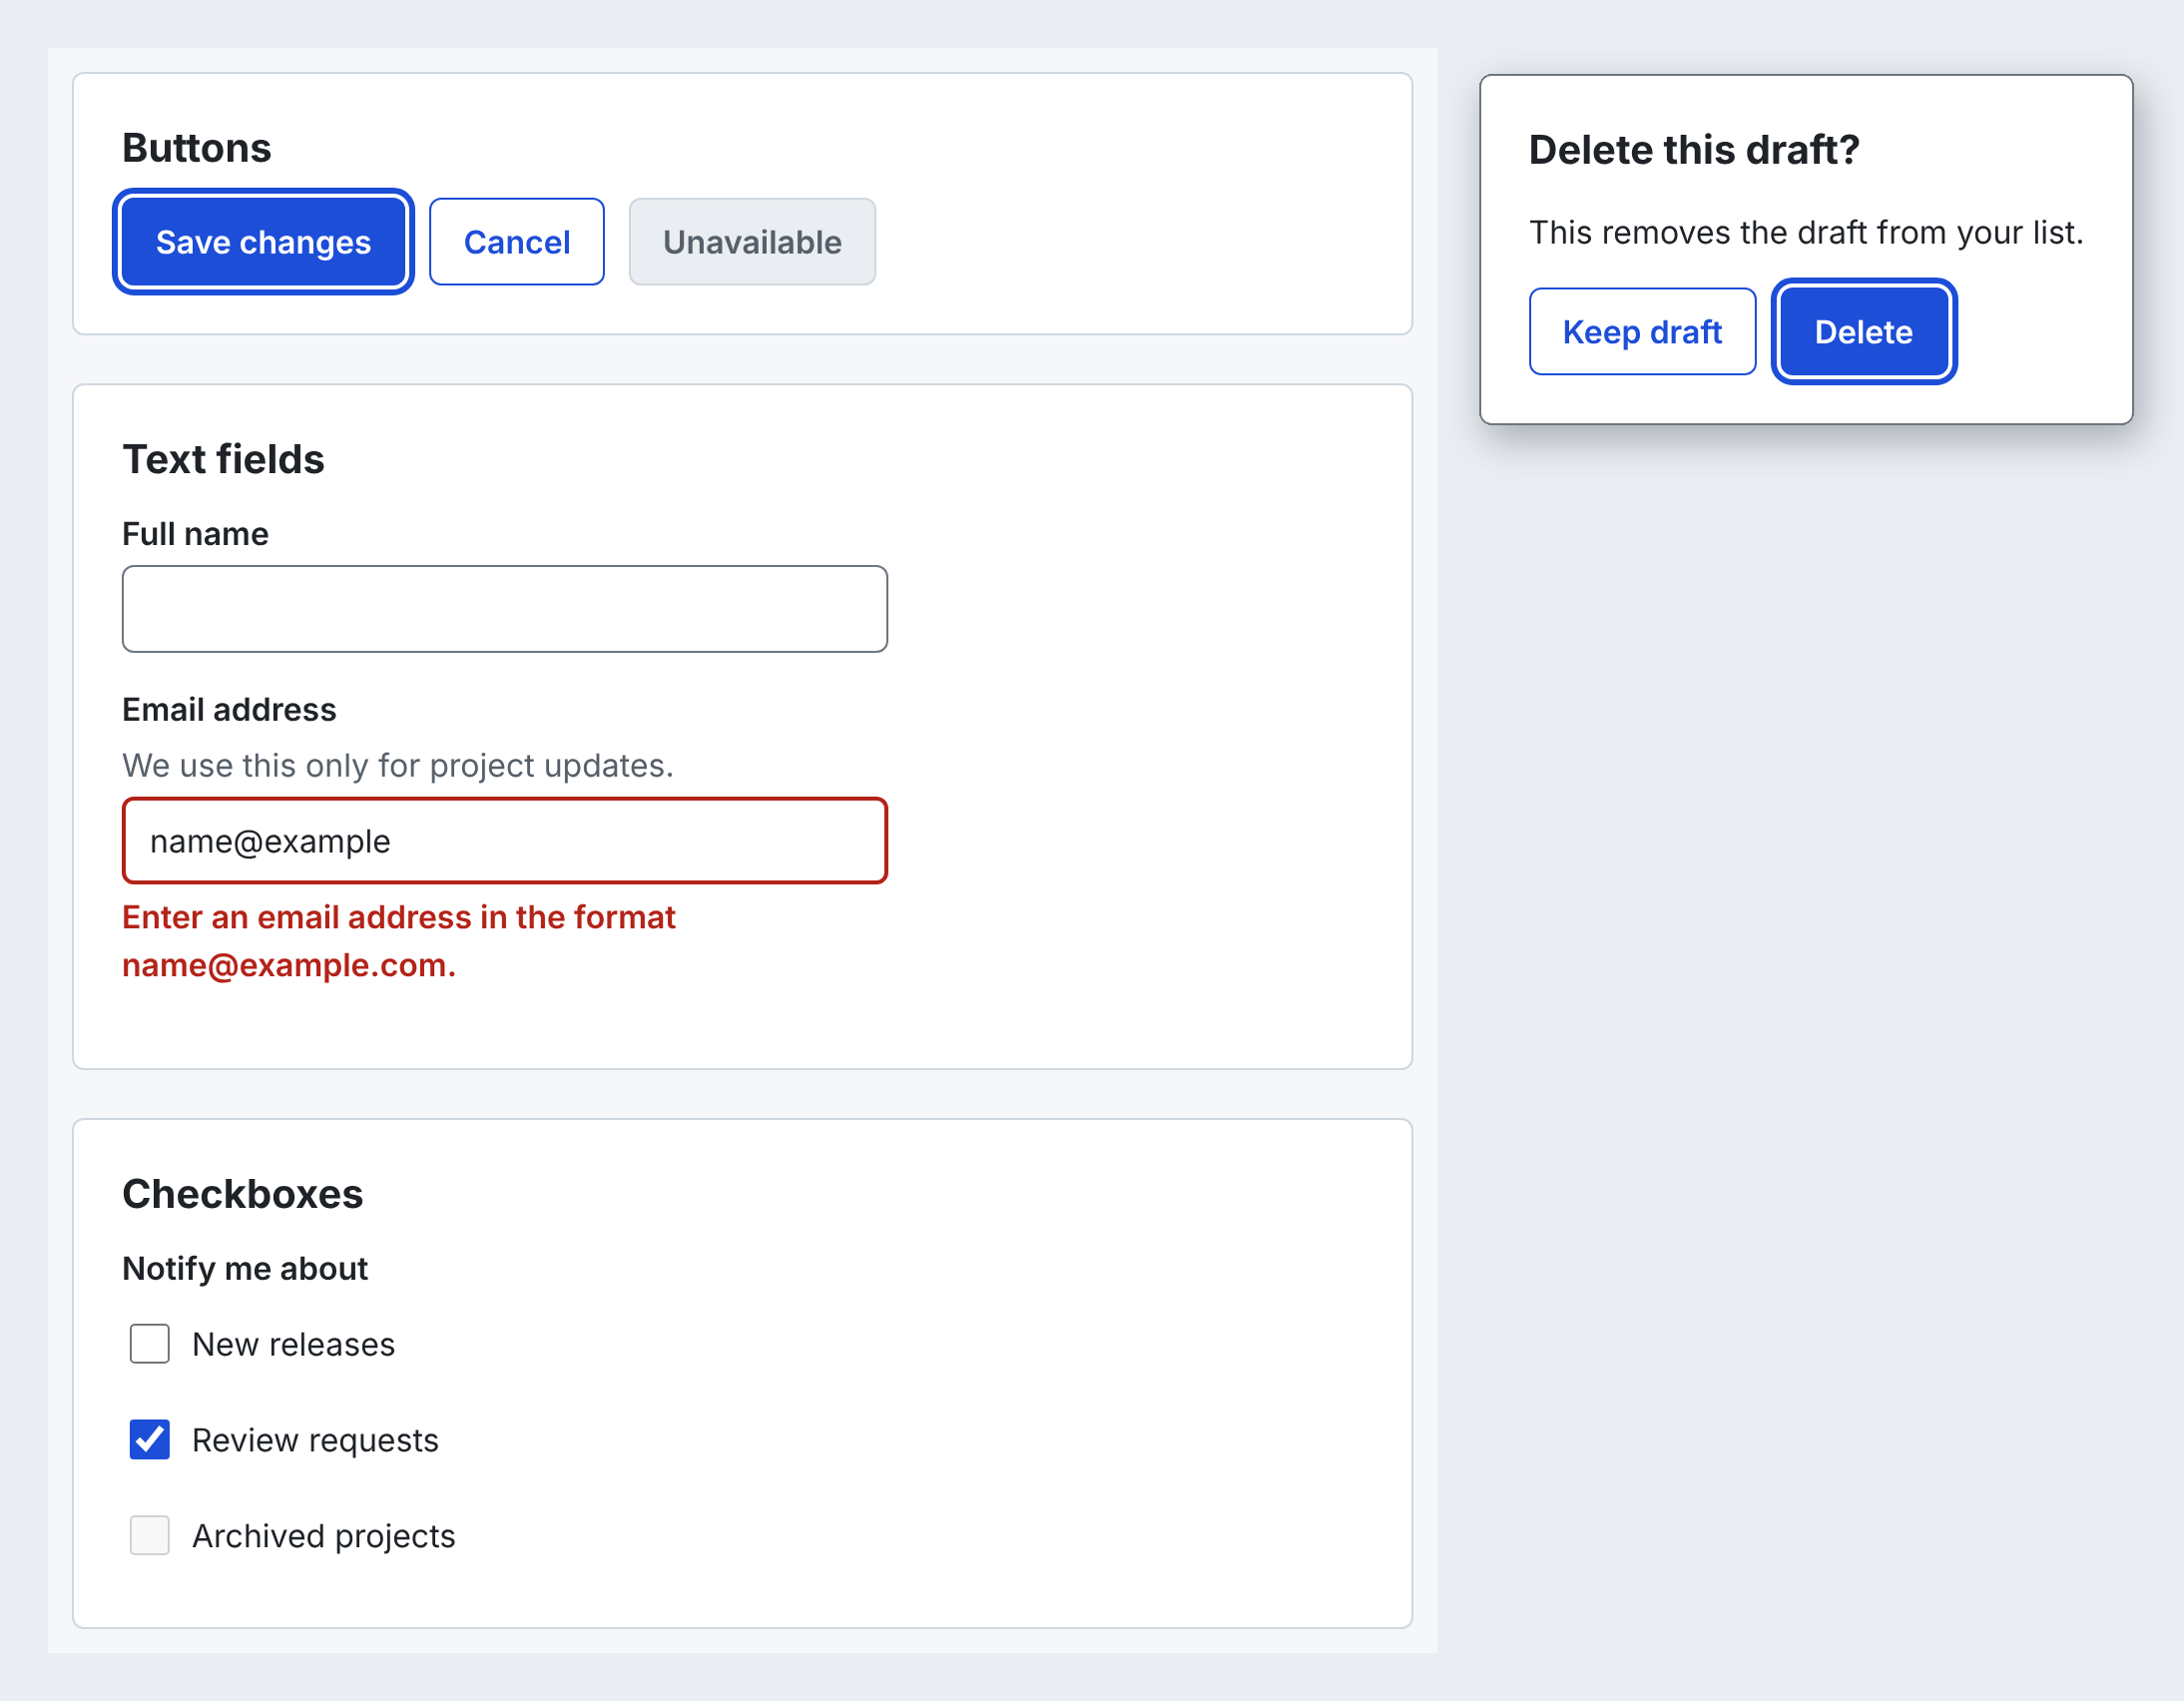 Buttons
Save changes
Cancel
Unavailable
Text fields
Full name
Email address
We use this only for project updates.
name@example
Enter an email address in the format
name@example.com.
Checkboxes
Notify me about
New releases
Review requests
Archived projects
Delete this draft?
This removes the draft from your list.
Keep draft
Delete